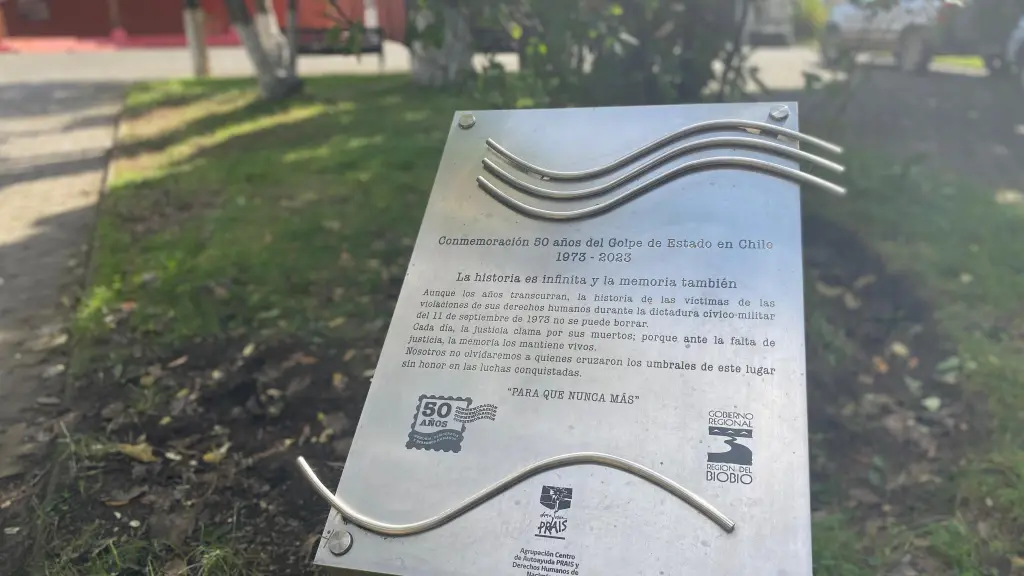 Conmemoración 50 años del Golpe de Estado en Chile
1973 - 2023
La historia es infinita y la memoria también
Aunque los años transcurran, la historia de las víctimas de las
violaciones de sus derechos humanos durante la dictadura cívico-militar
del 11 de septiembre de 1973 no se puede borrar.
Cada día, la justicia clama por sus muertos; porque ante la falta de
justicia, la memoria los mantiene vivos.
Nosotros no olvidaremos a quienes cruzaron los umbrales de este lugar
sin honor en las luchas conquistadas.
"PARA QUE NUNCA MÁS"
50
AÑOS
GOBIERNO
REGIONAL
REGIÓN DEL
BIOBÍO
PRAIS
Agrupación Centro
de Autoayuda PRAIS y
Derechos Humanos de